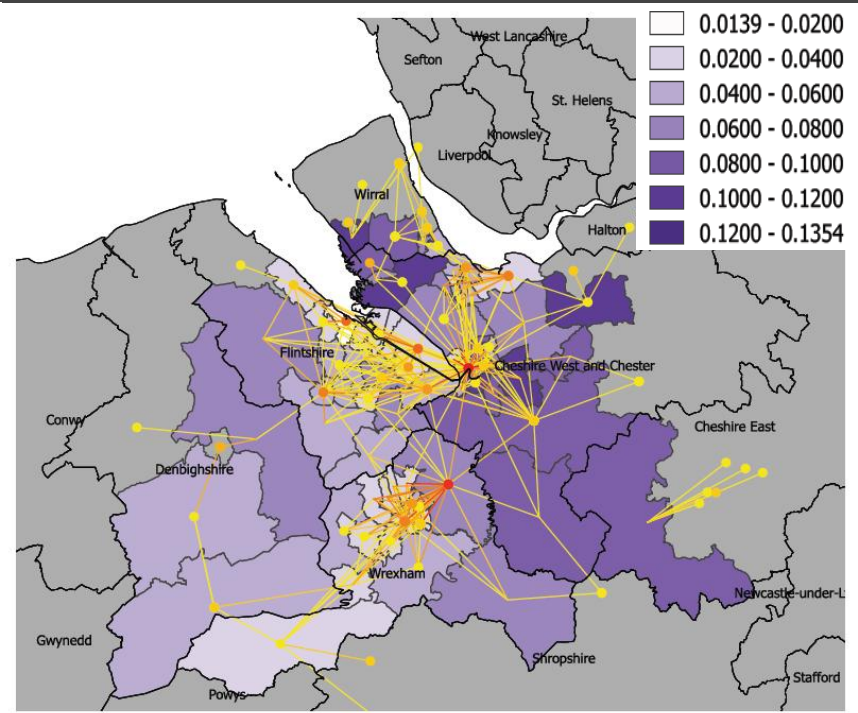 0.0139 - 0.0200
0.0200 - 0.0400
0.0400 - 0.0600
0.0600 - 0.0800
0.0800 - 0.1000
0.1000 - 0.1200
0.1200 - 0.1354
West Lancashire
Sefton
St. Helens
Knowsley
Liverpool
Wirral
Halton
Flintshire
Cheshire West and Chester
Conwy
Cheshire East
Denbighshire
Wrexham
Newcastle-under-L
Gwynedd
Shropshire
Stafford
Powys